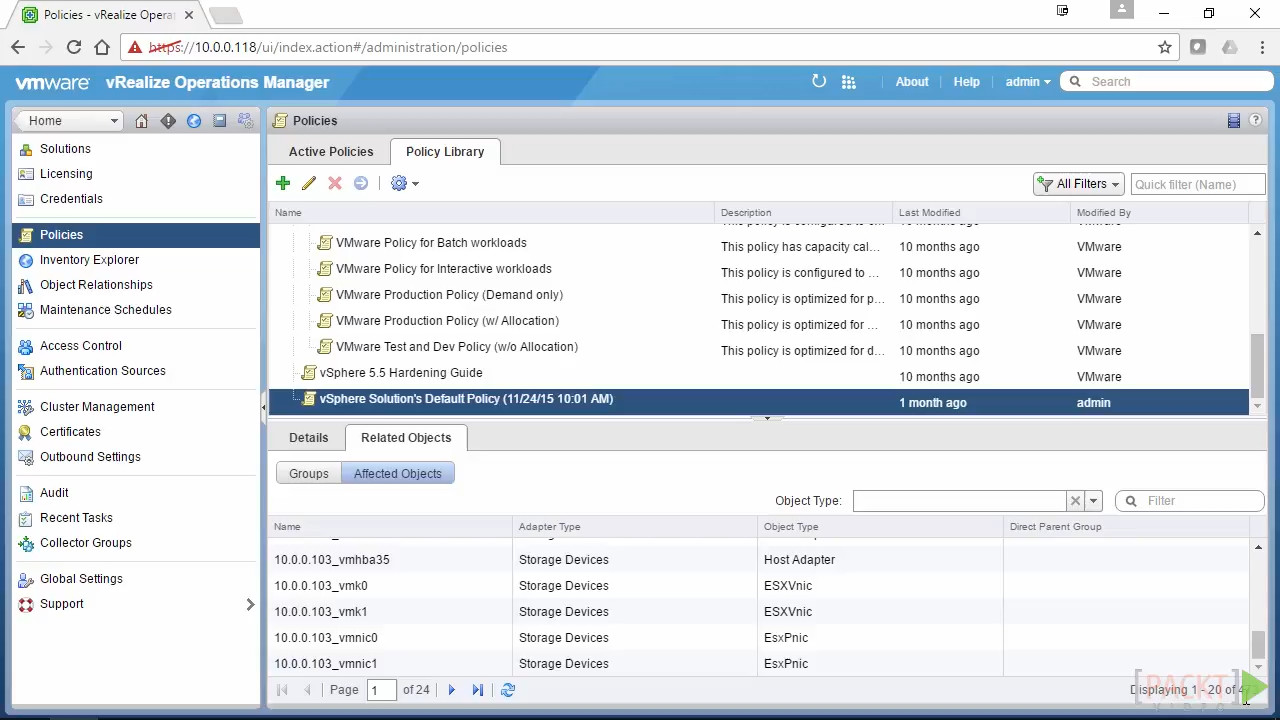 Policies - vRealize Opera
https://10.0.0.118/ui/index.action#/administration/policies
vmware vRealize Operations Manager
About Help admin Search
Home
Solutions
Licensing
Credentials
Policies
Inventory Explorer
Object Relationships
Maintenance Schedules
Access Control
Authentication Sources
Cluster Management
Certificates
Outbound Settings
Audit
Recent Tasks
Collector Groups
Global Settings
Support
Policies
Active Policies Policy Library
All Filters Quick filter (Name)
Name Description Last Modified Modified By
VMware Policy for Batch workloads This policy has capacity cal… 10 months ago VMware
VMware Policy for Interactive workloads This policy is configured to … 10 months ago VMware
VMware Production Policy (Demand only) This policy is optimized for p… 10 months ago VMware
VMware Production Policy (w/ Allocation) This policy is optimized for … 10 months ago VMware
VMware Test and Dev Policy (w/o Allocation) This policy is optimized for d… 10 months ago VMware
vSphere 5.5 Hardening Guide 10 months ago VMware
vSphere Solution's Default Policy (11/24/15 10:01 AM) 1 month ago admin
Details Related Objects
Groups Affected Objects
Object Type: Filter
Name Adapter Type Object Type Direct Parent Group
10.0.0.103_vmhba35 Storage Devices Host Adapter
10.0.0.103_vmk0 Storage Devices ESXVnic
10.0.0.103_vmk1 Storage Devices ESXVnic
10.0.0.103_vmnic0 Storage Devices EsxPnic
10.0.0.103_vmnic1 Storage Devices EsxPnic
Page 1 of 24
Displaying 1 - 20 of
PACKT
VIDEO